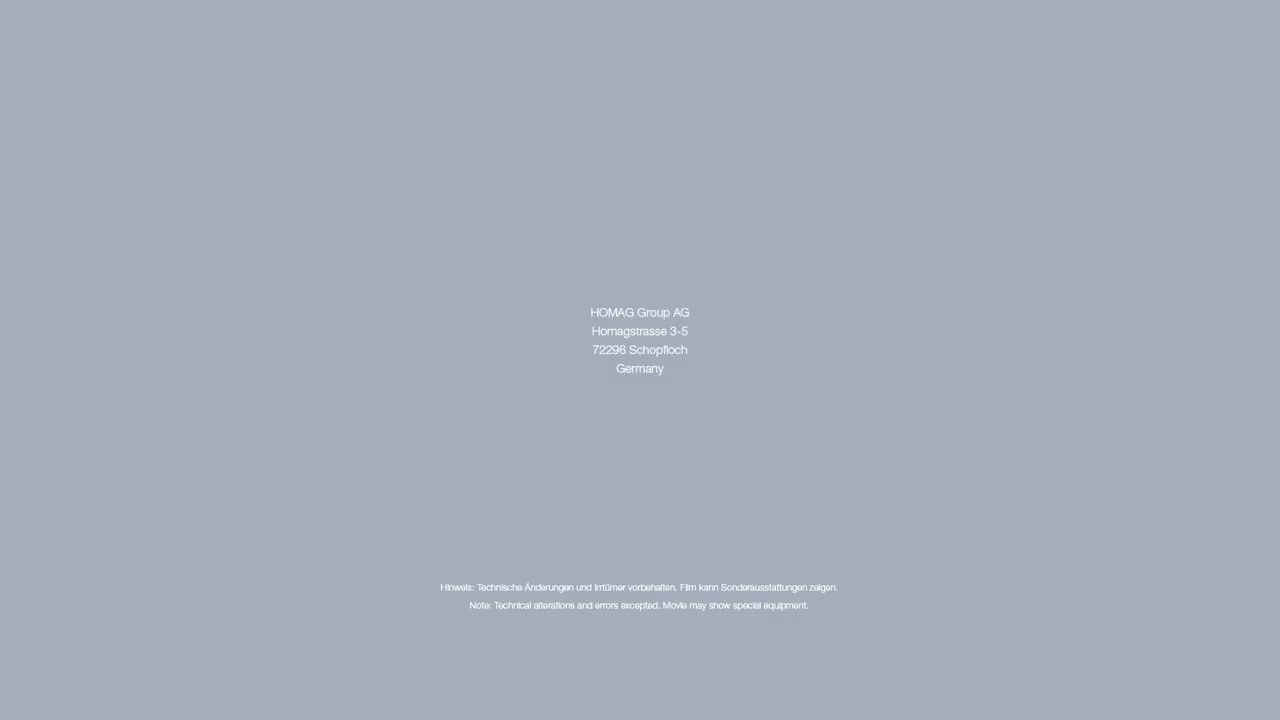 HOMAG Group AG
Homagstrasse 3-5
72296 Schopfloch
Germany
Hinweis: Technische Änderungen und Irrtümer vorbehalten. Film kann Sonderausstattungen zeigen.
Note: Technical alterations and errors excepted. Movie may show special equipment.